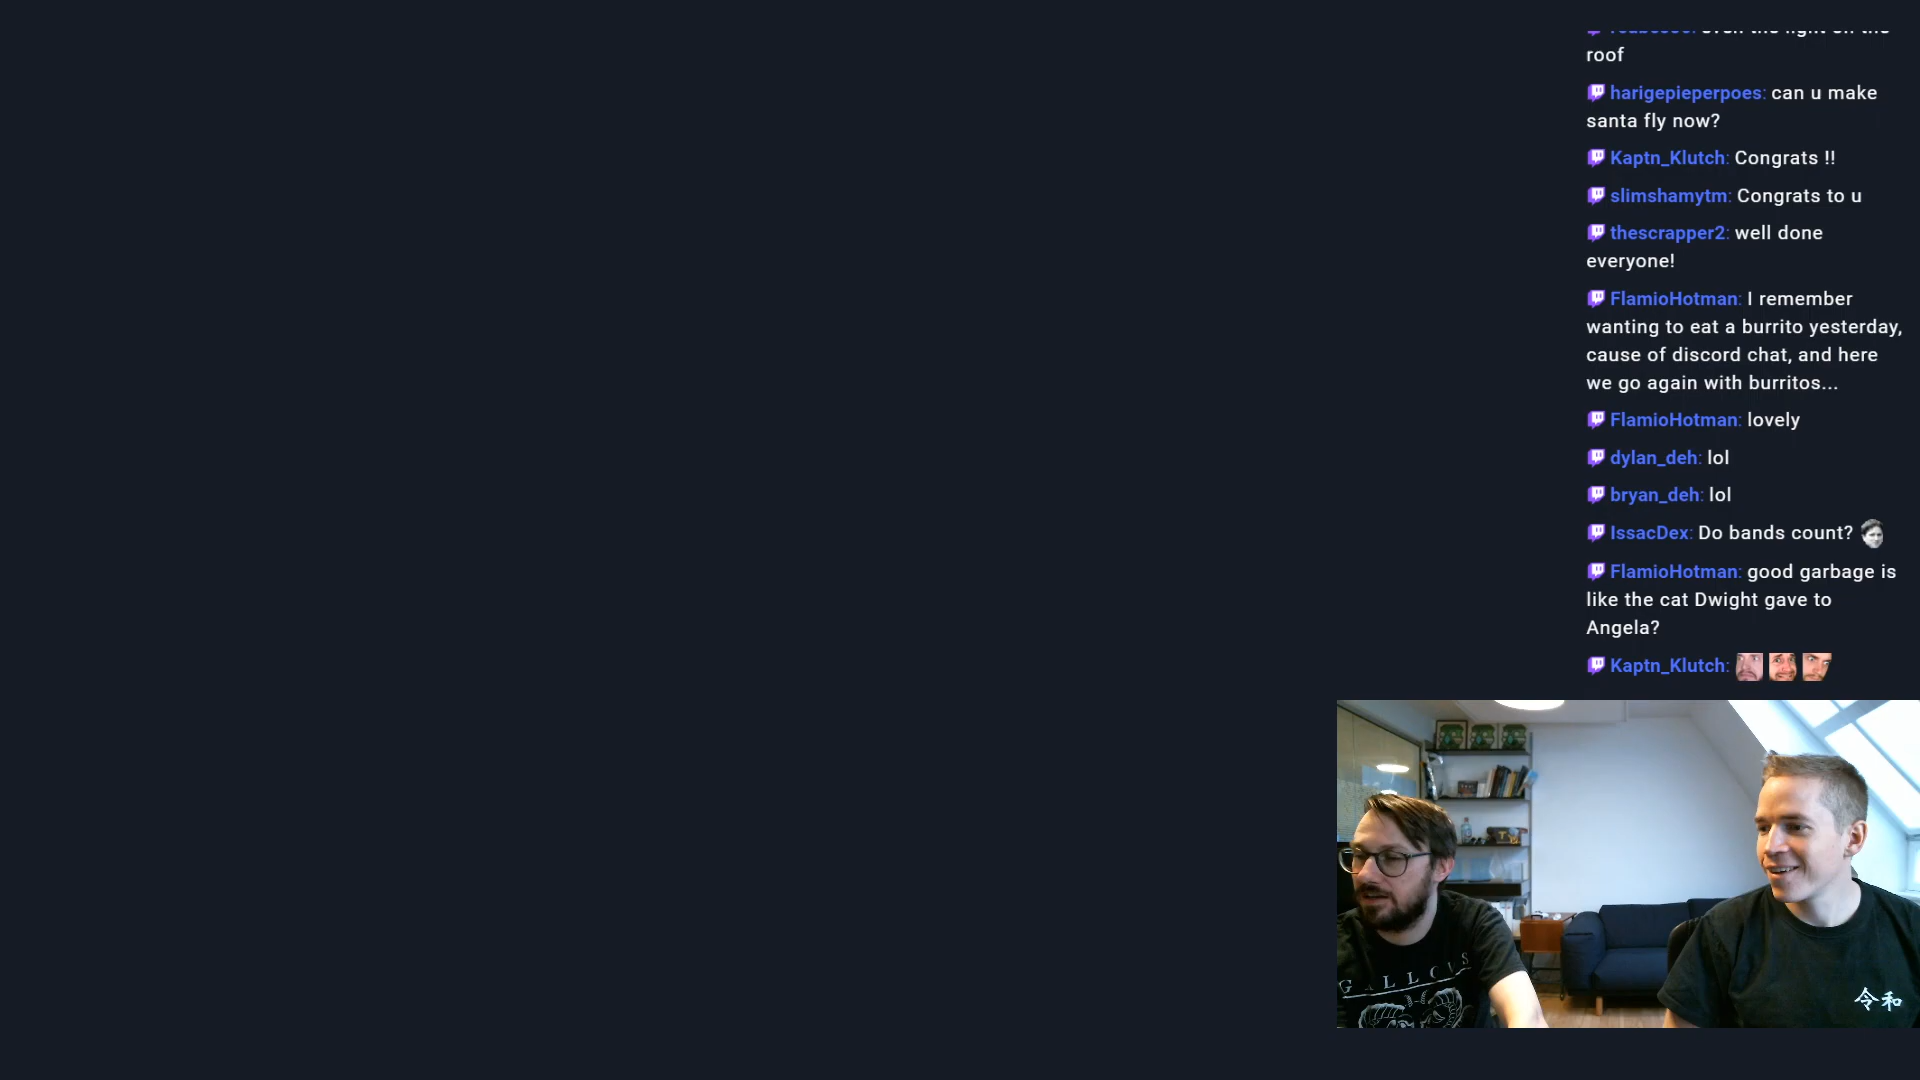 roof
harigepieperpoes: can u make
santa fly now?
Kaptn_Klutch: Congrats !!
slimshamytm: Congrats to u
thescrapper2: well done
everyone!
FlamioHotman: I remember
wanting to eat a burrito yesterday,
cause of discord chat, and here
we go again with burritos...
FlamioHotman: lovely
dylan_deh: lol
bryan_deh: lol
IssacDex: Do bands count?
FlamioHotman: good garbage is
like the cat Dwight gave to
Angela?
Kaptn_Klutch:
GALLOWS
令和